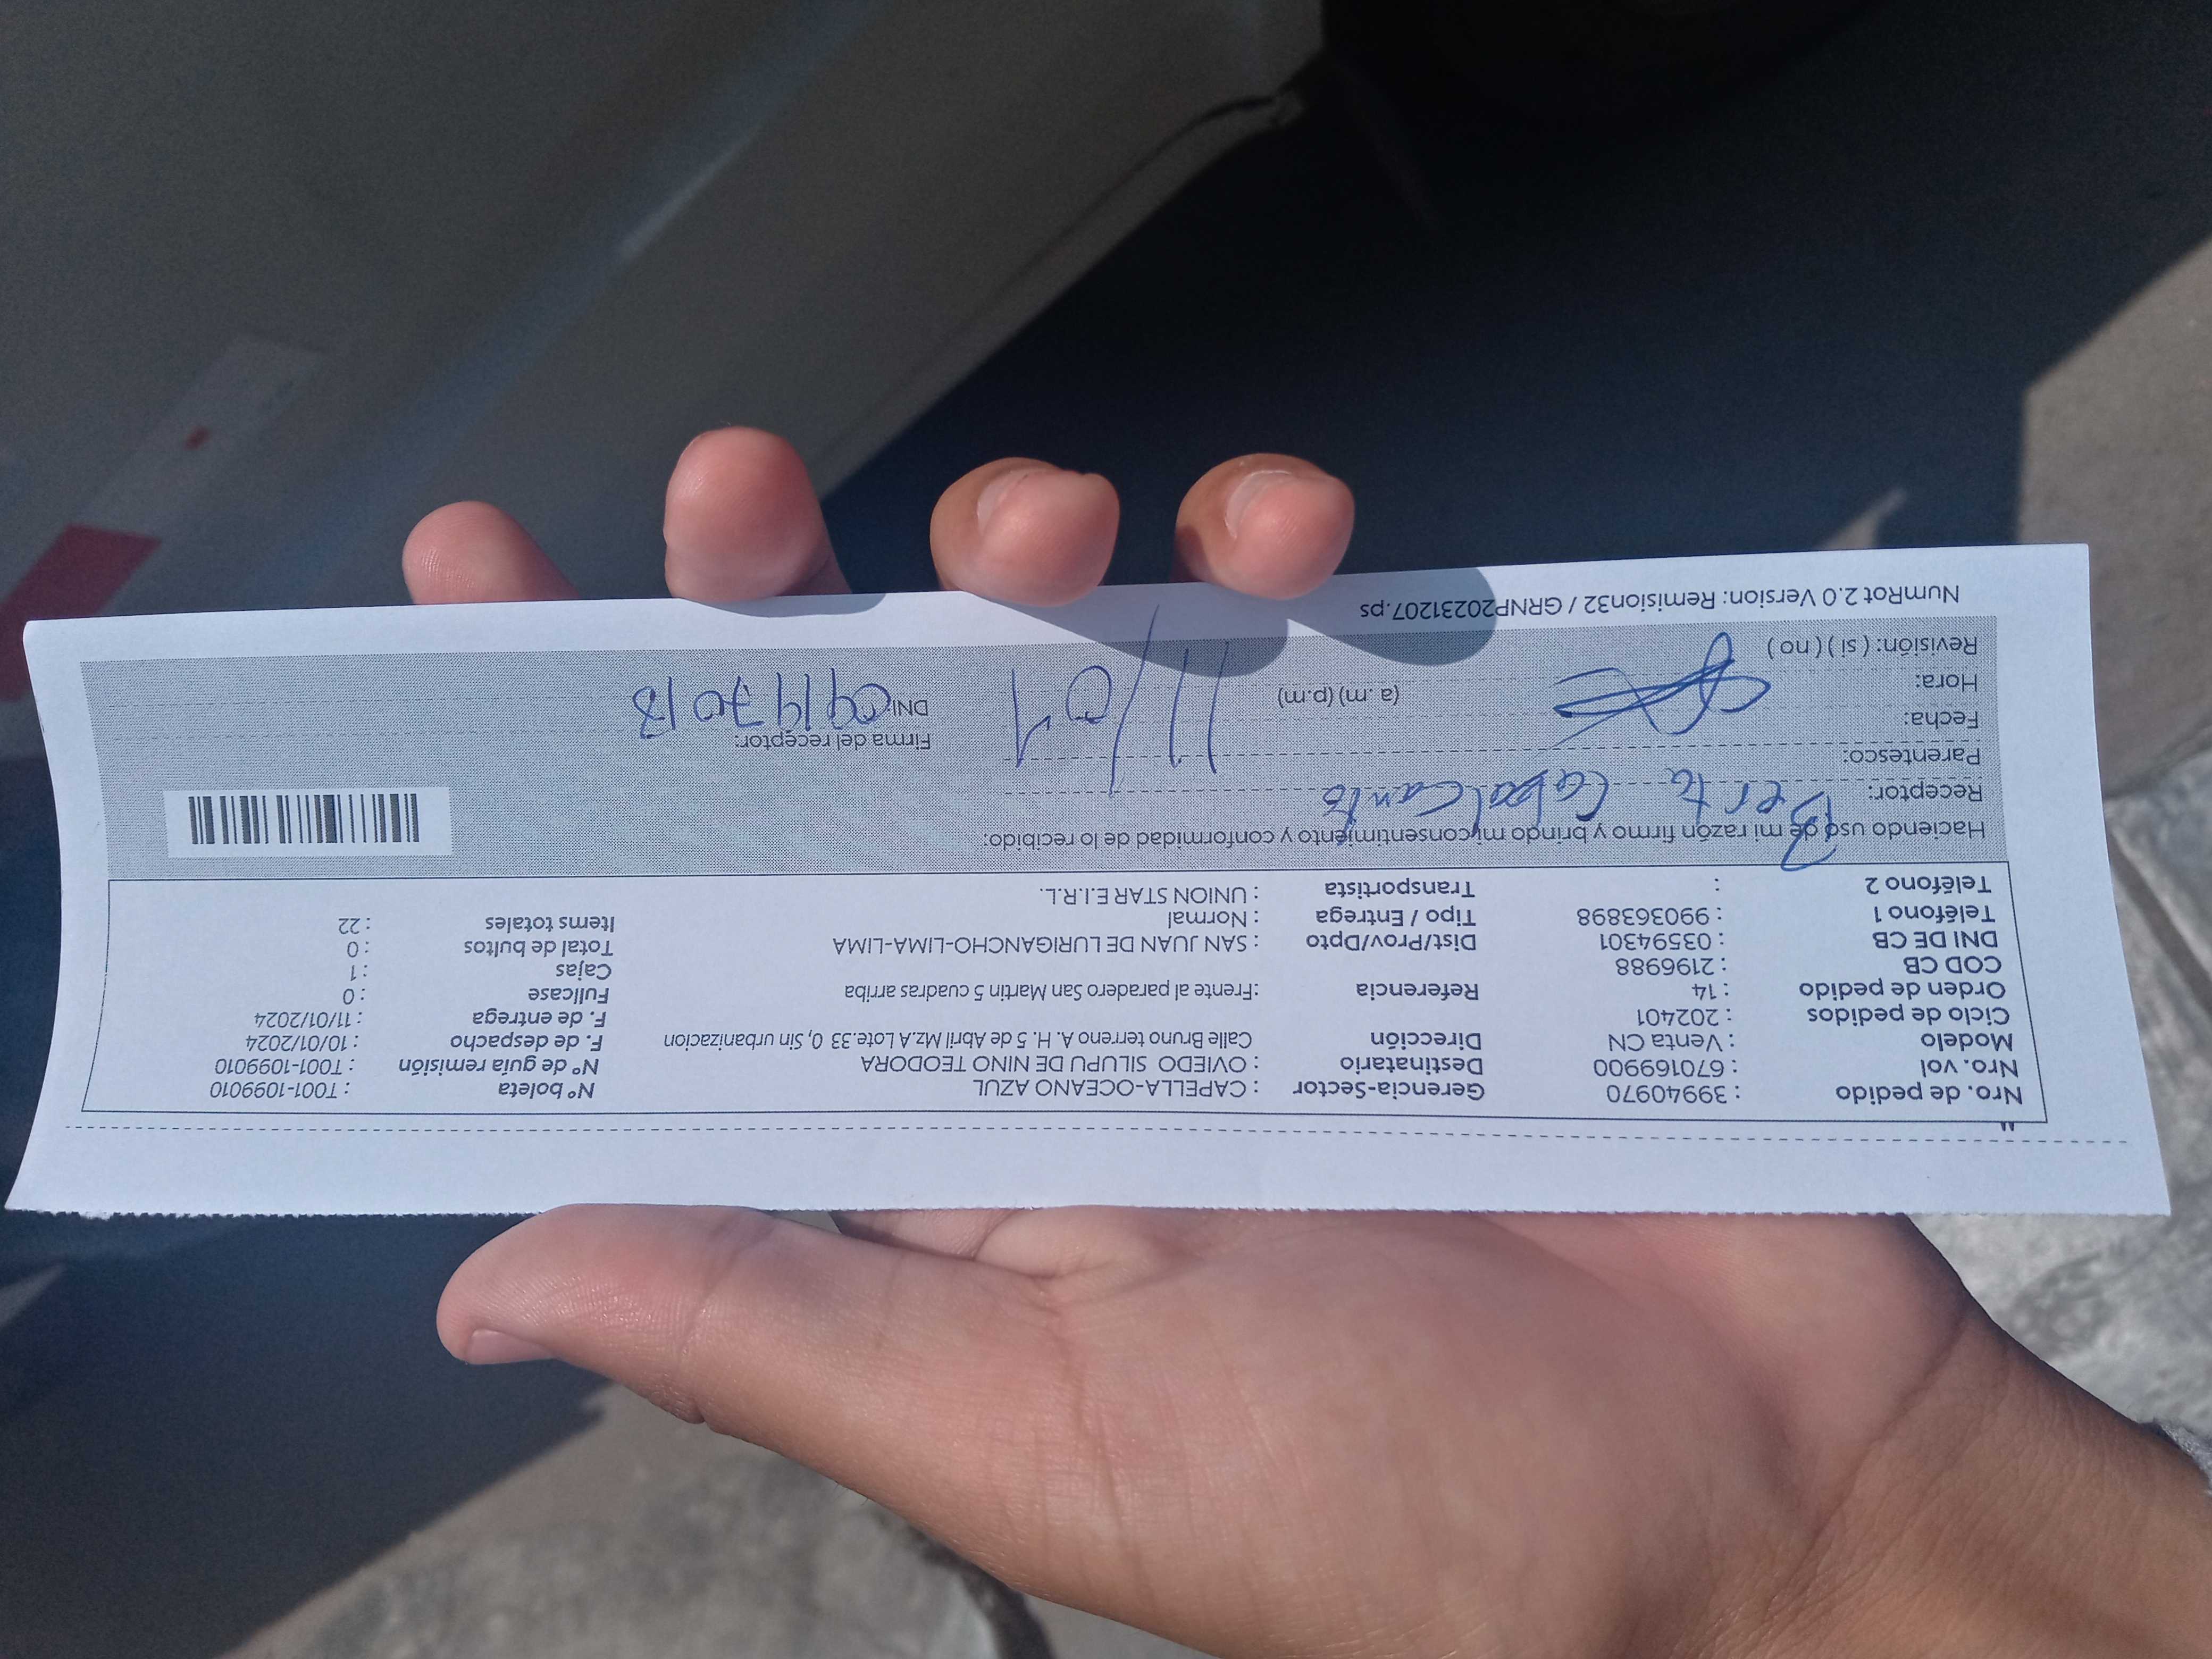 Nro. de pedido : 39940970 Gerencia-Sector : CAPELLA-OCEANO AZUL Nº boleta : T001-1099010
Nro. vol : 670169900 Destinatario : OVIEDO SILUPU DE NINO TEODORA Nº de guía remisión : T001-1099010
Modelo : Venta CN Dirección Calle Bruno terreno A. H. 5 de Abril Mz.A Lote.33 0, Sin urbanizacion F. de despacho : 10/01/2024
Ciclo de pedidos : 202401 F. de entrega : 11/01/2024
Orden de pedido : 14 Referencia :Frente al paradero San Martin 5 cuadras arriba Fullcase : 0
COD CB : 2196988 Cajas : 1
DNI DE CB : 03594301 Dist/Prov/Dpto : SAN JUAN DE LURIGANCHO-LIMA-LIMA Total de bultos : 0
Teléfono 1 : 990363898 Tipo / Entrega : Normal Items totales : 22
Teléfono 2 : Transportista : UNION STAR E.I.R.L.
Haciendo uso de mi razón firmo y brindo mi consentimiento y conformidad de lo recibido:
Receptor: Berta
Parentesco:
Fecha: 11/01 Firma del receptor:
Hora: (a.m) (p.m) DNI
Revisión: ( si ) ( no )
NumRot 2.0 Version: Remision32 / GRNP20231207.ps